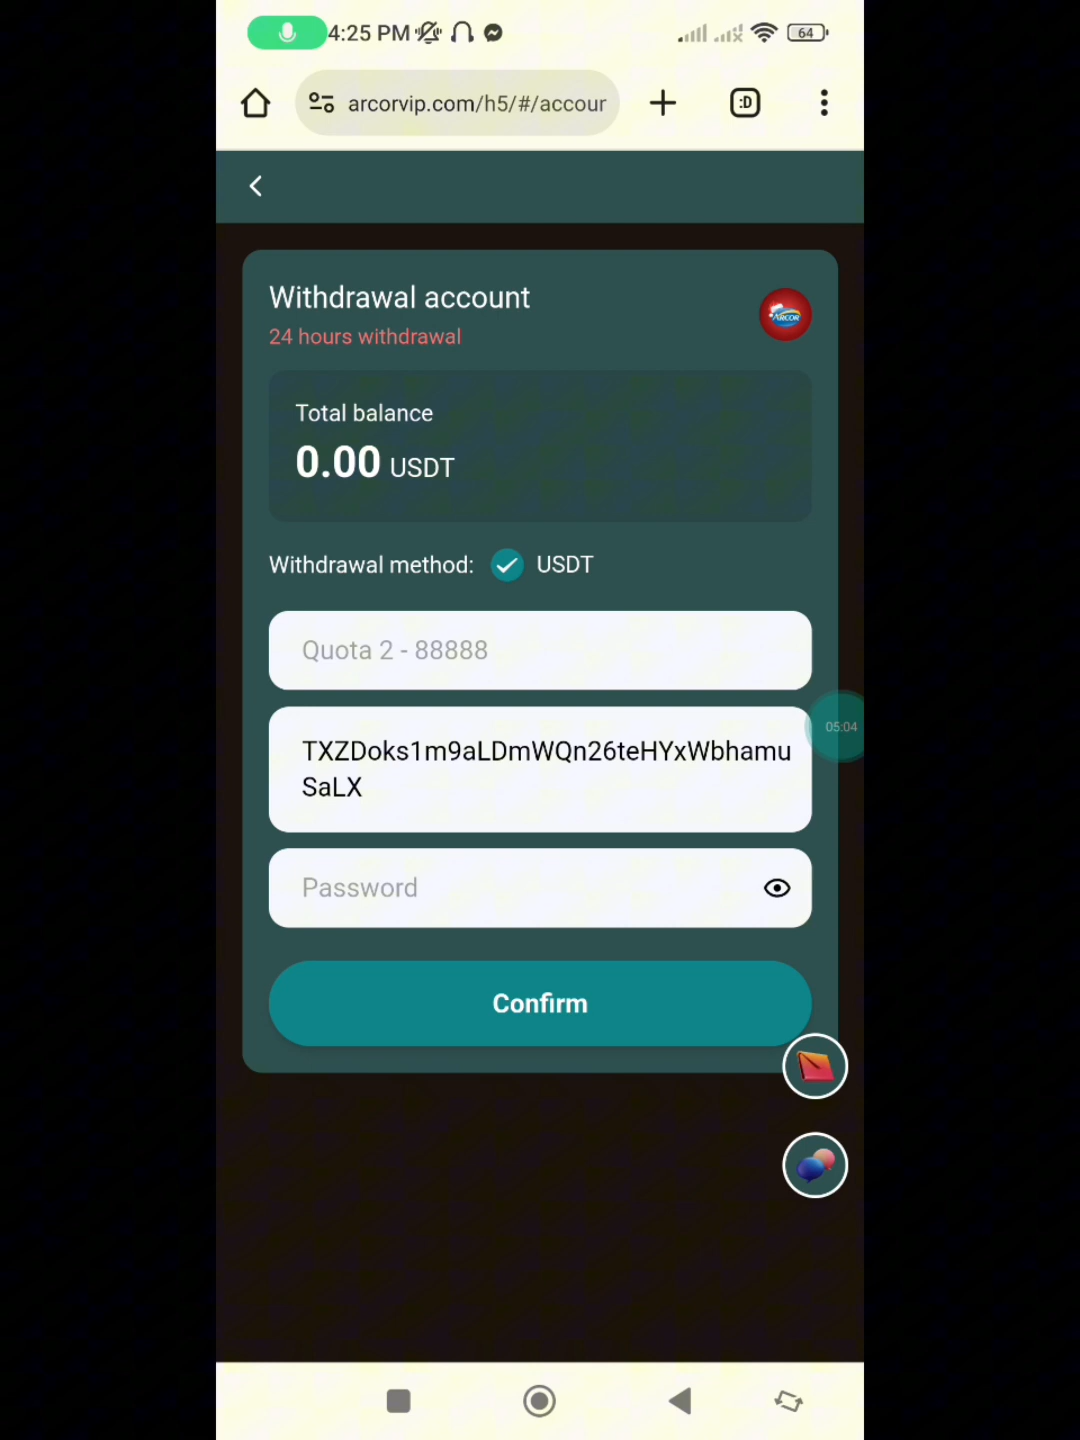 4:25 PM
64
arcorvip.com/h5/#/accour
:D
Withdrawal account
24 hours withdrawal
ARCOR
Total balance
0.00 USDT
Withdrawal method: USDT
Quota 2 - 88888
05:04
TXZDoks1m9aLDmWQn26teHYxWbhamu
SaLX
Password
Confirm